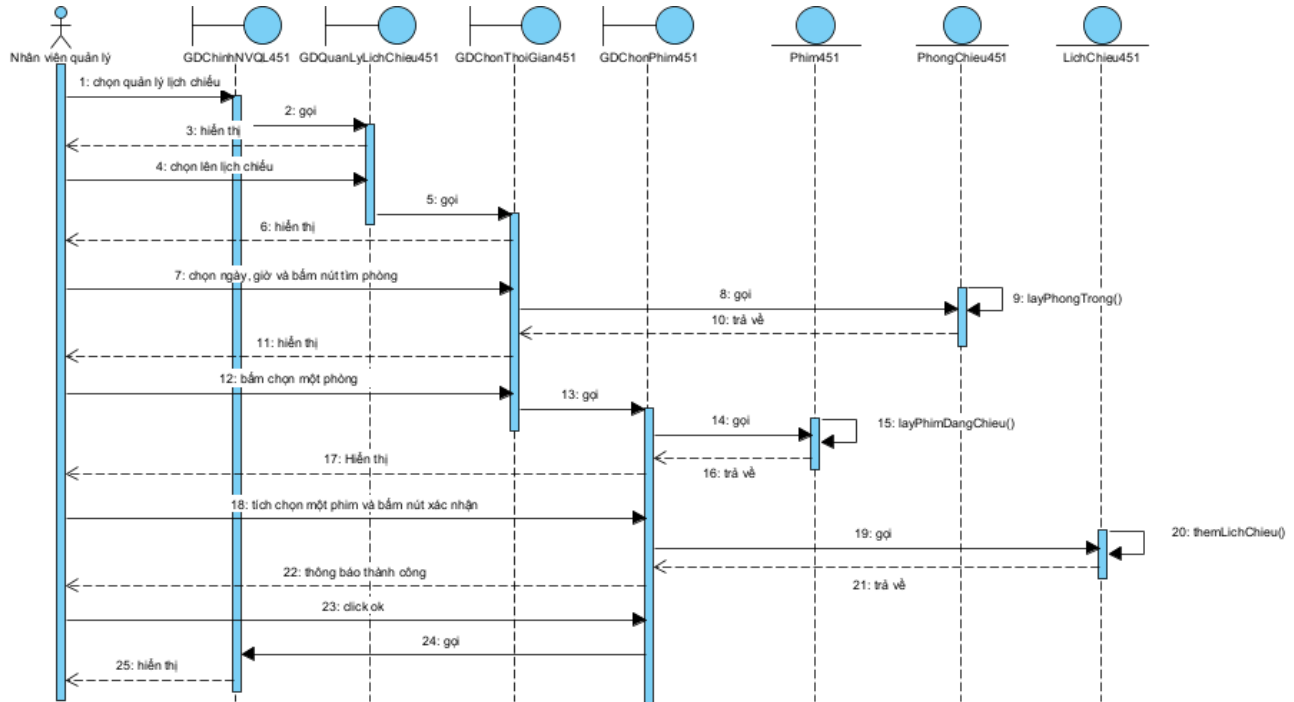 Nhân viên quản lý
GDChinhNVQL451
GDQuanLyLichChieu451
GDChonThoiGian451
GDChonPhim451
Phim451
PhongChieu451
LichChieu451
1: chọn quản lý lịch chiếu
2: gọi
3: hiển thị
4: chọn lên lịch chiếu
5: gọi
6: hiển thị
7: chọn ngày, giờ và bấm nút tìm phòng
8: gọi
9: layPhongTrong()
10: trả về
11: hiển thị
12: bấm chọn một phòng
13: gọi
14: gọi
15: layPhimDangChieu()
16: trả về
17: Hiển thị
18: tích chọn một phim và bấm nút xác nhận
19: gọi
20: themLichChieu()
21: trả về
22: thông báo thành công
23: click ok
24: gọi
25: hiển thị